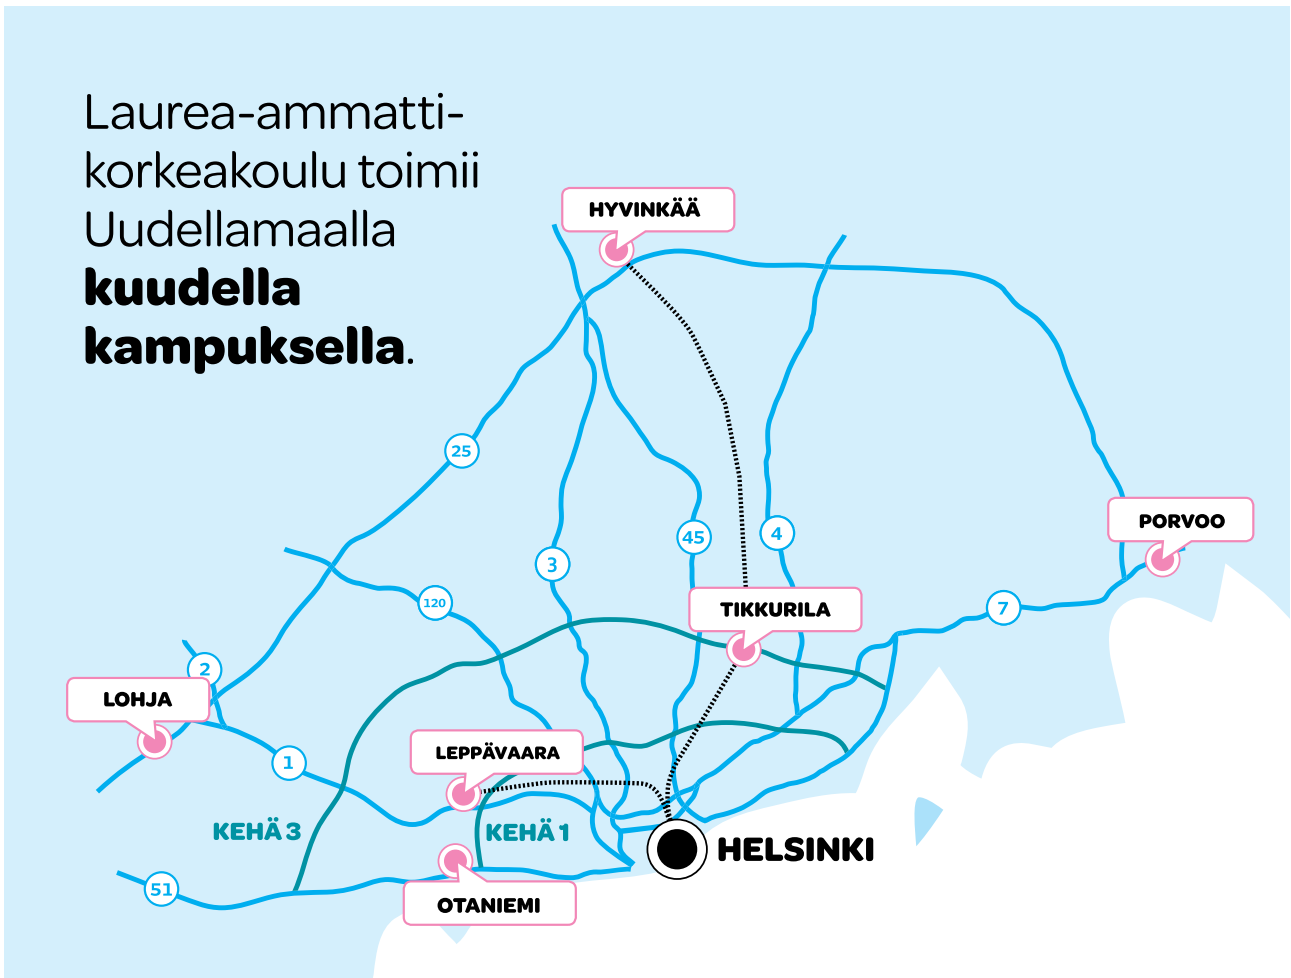 Laurea-ammatti-
korkeakoulu toimii
Uudellamaalla
kuudella
kampuksella.
HYVINKÄÄ
25
PORVOO
45
4
3
120
TIKKURILA
7
2
LOHJA
LEPPÄVAARA
1
KEHÄ 3
KEHÄ 1
HELSINKI
51
OTANIEMI